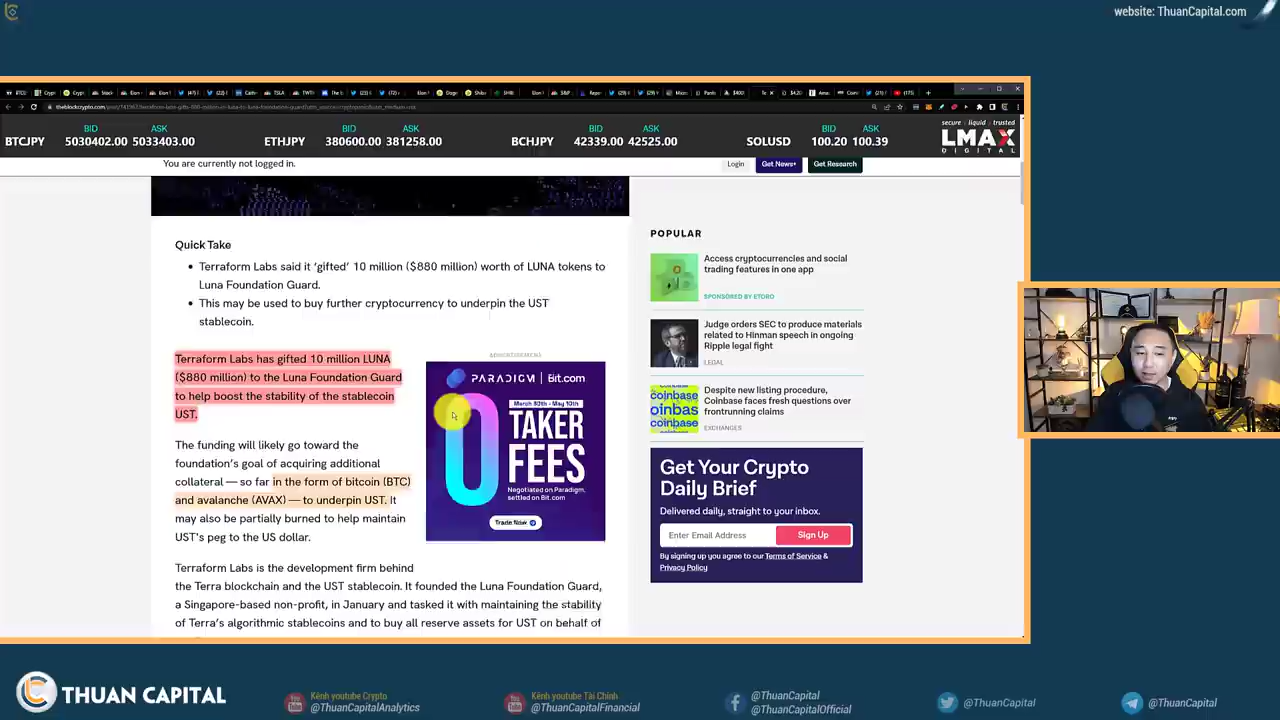 website: ThuanCapital.com
BID ASK
BTCJPY 5030402.00 5033403.00
BID ASK
ETHJPY 380600.00 381258.00
BID ASK
BCHJPY 42339.00 42525.00
BID ASK
SOLUSD 100.20 100.39
secure liquid trusted
LMAX
DIGITAL
You are currently not logged in.
Login
Get News+
Get Research
Quick Take
Terraform Labs said it ‘gifted’ 10 million ($880 million) worth of LUNA tokens to
Luna Foundation Guard.
This may be used to buy further cryptocurrency to underpin the UST
stablecoin.
Terraform Labs has gifted 10 million LUNA
($880 million) to the Luna Foundation Guard
to help boost the stability of the stablecoin
UST.
The funding will likely go toward the
foundation’s goal of acquiring additional
collateral — so far in the form of bitcoin (BTC)
and avalanche (AVAX) — to underpin UST. It
may also be partially burned to help maintain
UST's peg to the US dollar.
Terraform Labs is the development firm behind
the Terra blockchain and the UST stablecoin. It founded the Luna Foundation Guard,
a Singapore-based non-profit, in January and tasked it with maintaining the stability
of Terra’s algorithmic stablecoins and to buy all reserve assets for UST on behalf of
ADVERTISEMENT
PARADIGM | Bit.com
March 30th - May 10th
0 TAKER
FEES
Negotiated on Paradigm,
settled on Bit.com
Trade Now
POPULAR
Access cryptocurrencies and social
trading features in one app
SPONSORED BY ETORO
Judge orders SEC to produce materials
related to Hinman speech in ongoing
Ripple legal fight
LEGAL
Despite new listing procedure,
Coinbase faces fresh questions over
frontrunning claims
EXCHANGES
Get Your Crypto
Daily Brief
Delivered daily, straight to your inbox.
Enter Email Address
Sign Up
By signing up you agree to our Terms of Service &
Privacy Policy
THUAN CAPITAL
Kênh youtube Crypto
@ThuanCapitalAnalytics
Kênh youtube Tài Chính
@ThuanCapitalFinancial
@ThuanCapital
@ThuanCapitalOfficial
@ThuanCapital
@ThuanCapital